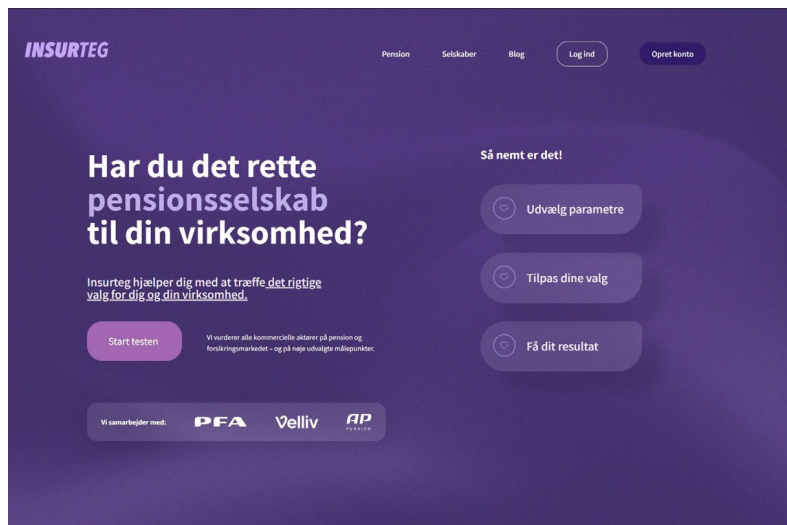 INSURTEG
Pension
Selskaber
Blog
Log ind
Opret konto
Har du det rette
pensionsselskab
til din virksomhed?
Insurteg hjælper dig med at træffe det rigtige
valg for dig og din virksomhed.
Start testen
Vi vurderer alle kommercielle aktører på pension og
forsikringsmarkedet – og på nøje udvalgte målepunkter.
Vi samarbejder med:
PFA
Velliv
AP
PENSION
Så nemt er det!
Udvælg parametre
Tilpas dine valg
Få dit resultat